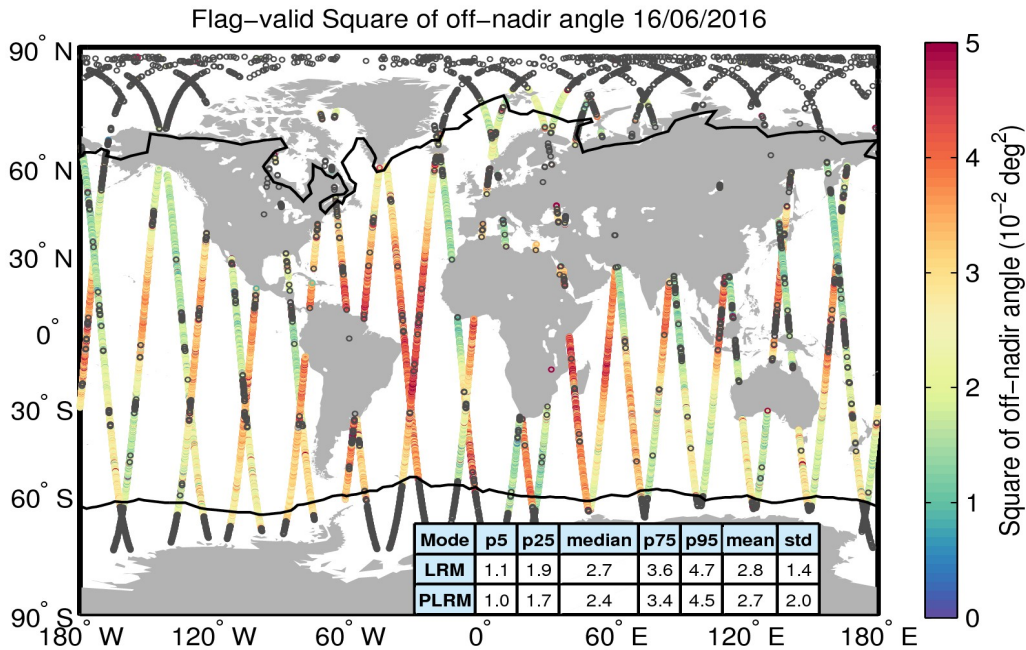 Flag−valid Square of off−nadir angle 16/06/2016
90° N
60° N
30° N
0°
30° S
60° S
90° S
180° W
120° W
60° W
0°
60° E
120° E
180° E
Mode p5 p25 median p75 p95 mean std
LRM 1.1 1.9 2.7 3.6 4.7 2.8 1.4
PLRM 1.0 1.7 2.4 3.4 4.5 2.7 2.0
5
4
3
2
1
0
Square of off−nadir angle (10⁻² deg²)